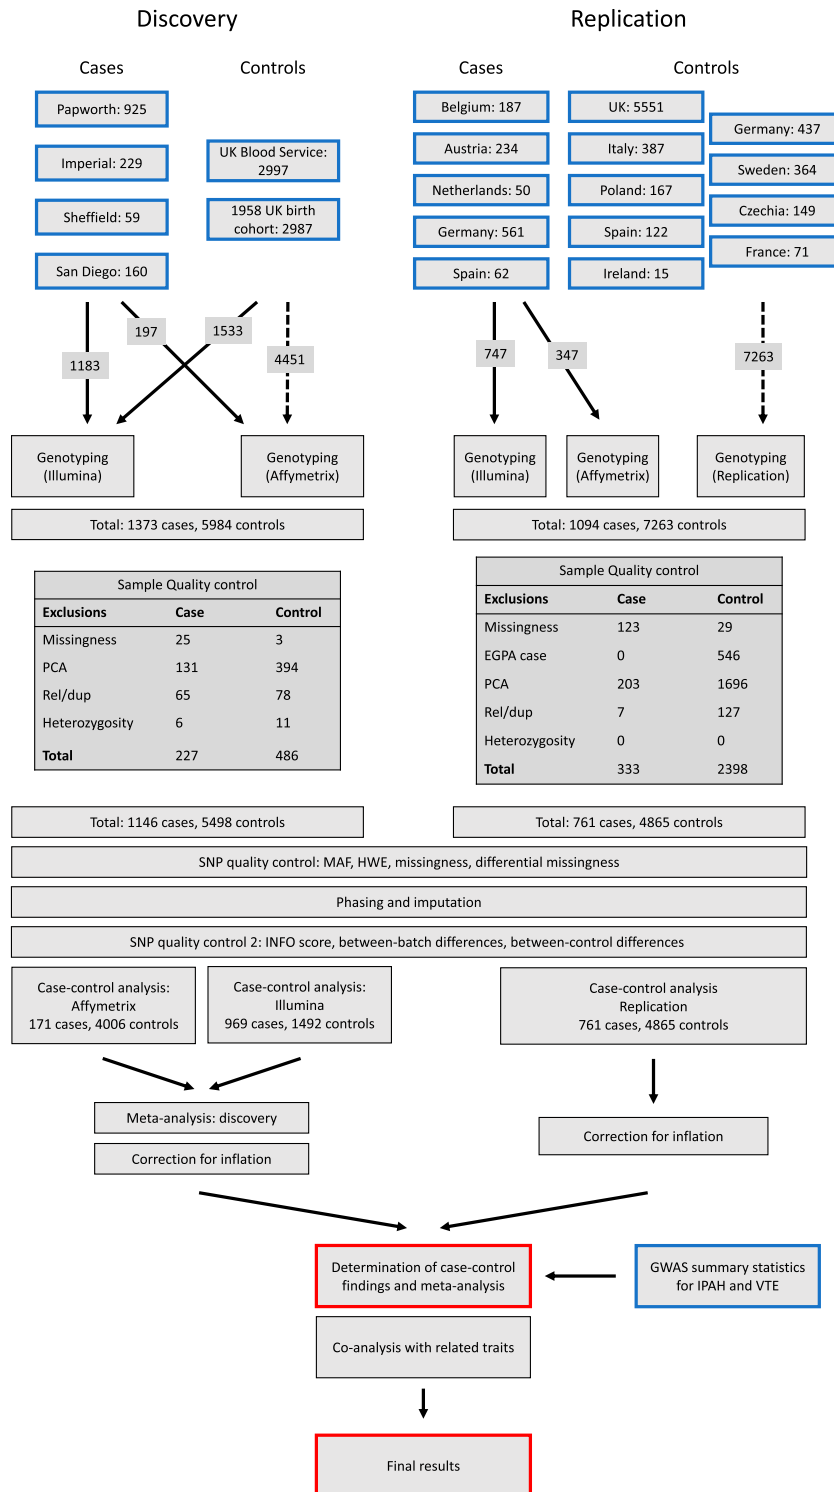 Discovery
Replication
Cases
Controls
Cases
Controls
Papworth: 925
Imperial: 229
Sheffield: 59
San Diego: 160
UK Blood Service:
2997
1958 UK birth
cohort: 2987
Belgium: 187
Austria: 234
Netherlands: 50
Germany: 561
Spain: 62
UK: 5551
Italy: 387
Poland: 167
Spain: 122
Ireland: 15
Germany: 437
Sweden: 364
Czechia: 149
France: 71
1183
197
1533
4451
747
347
7263
Genotyping
(Illumina)
Genotyping
(Affymetrix)
Genotyping
(Illumina)
Genotyping
(Affymetrix)
Genotyping
(Replication)
Total: 1373 cases, 5984 controls
Total: 1094 cases, 7263 controls
Sample Quality control
Exclusions Case Control
Missingness 25 3
PCA 131 394
Rel/dup 65 78
Heterozygosity 6 11
Total 227 486
Sample Quality control
Exclusions Case Control
Missingness 123 29
EGPA case 0 546
PCA 203 1696
Rel/dup 7 127
Heterozygosity 0 0
Total 333 2398
Total: 1146 cases, 5498 controls
Total: 761 cases, 4865 controls
SNP quality control: MAF, HWE, missingness, differential missingness
Phasing and imputation
SNP quality control 2: INFO score, between-batch differences, between-control differences
Case-control analysis:
Affymetrix
171 cases, 4006 controls
Case-control analysis:
Illumina
969 cases, 1492 controls
Case-control analysis
Replication
761 cases, 4865 controls
Meta-analysis: discovery
Correction for inflation
Correction for inflation
Determination of case-control
findings and meta-analysis
GWAS summary statistics
for IPAH and VTE
Co-analysis with related traits
Final results